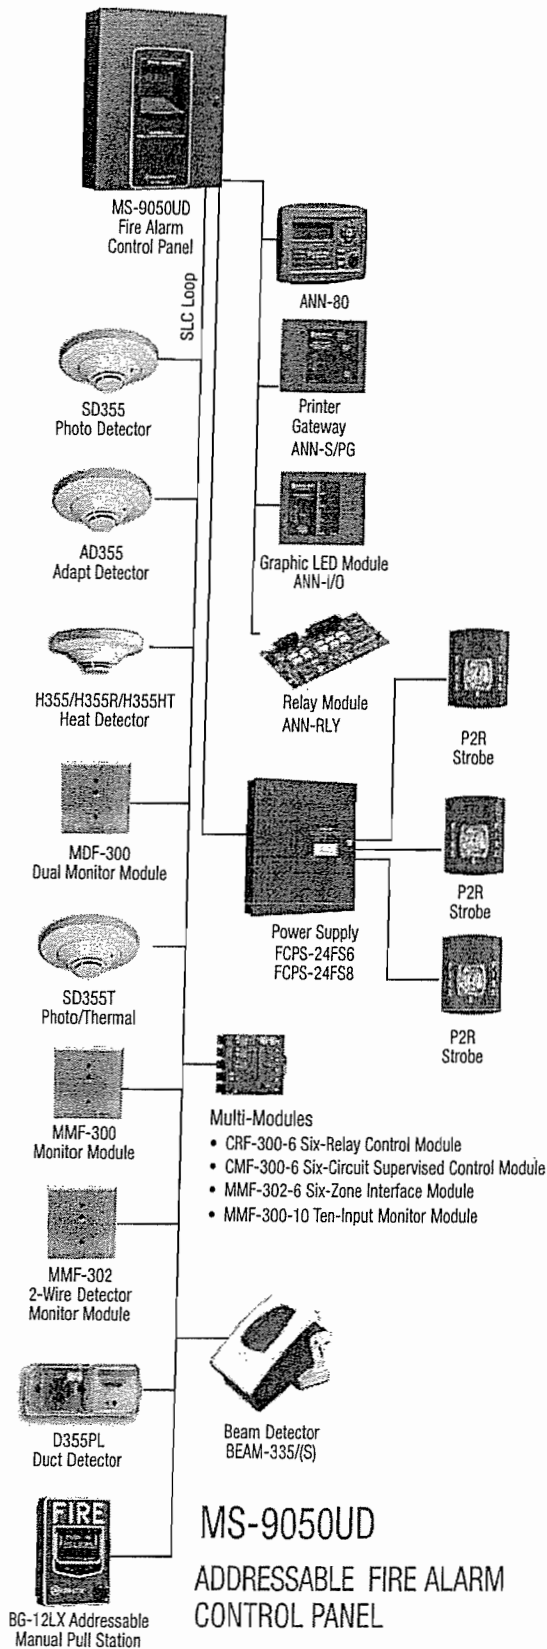 MS-9050UD
Fire Alarm
Control Panel
SLC Loop
ANN-80
SD355
Photo Detector
Printer
Gateway
ANN-S/PG
AD355
Adapt Detector
Graphic LED Module
ANN-I/O
H355/H355R/H355HT
Heat Detector
Relay Module
ANN-RLY
P2R
Strobe
MDF-300
Dual Monitor Module
P2R
Strobe
Power Supply
FCPS-24FS6
FCPS-24FS8
SD355T
Photo/Thermal
P2R
Strobe
MMF-300
Monitor Module
Multi-Modules
• CRF-300-6 Six-Relay Control Module
• CMF-300-6 Six-Circuit Supervised Control Module
• MMF-302-6 Six-Zone Interface Module
• MMF-300-10 Ten-Input Monitor Module
MMF-302
2-Wire Detector
Monitor Module
D355PL
Duct Detector
Beam Detector
BEAM-335/(S)
FIRE
BG-12LX Addressable
Manual Pull Station
MS-9050UD
ADDRESSABLE FIRE ALARM
CONTROL PANEL